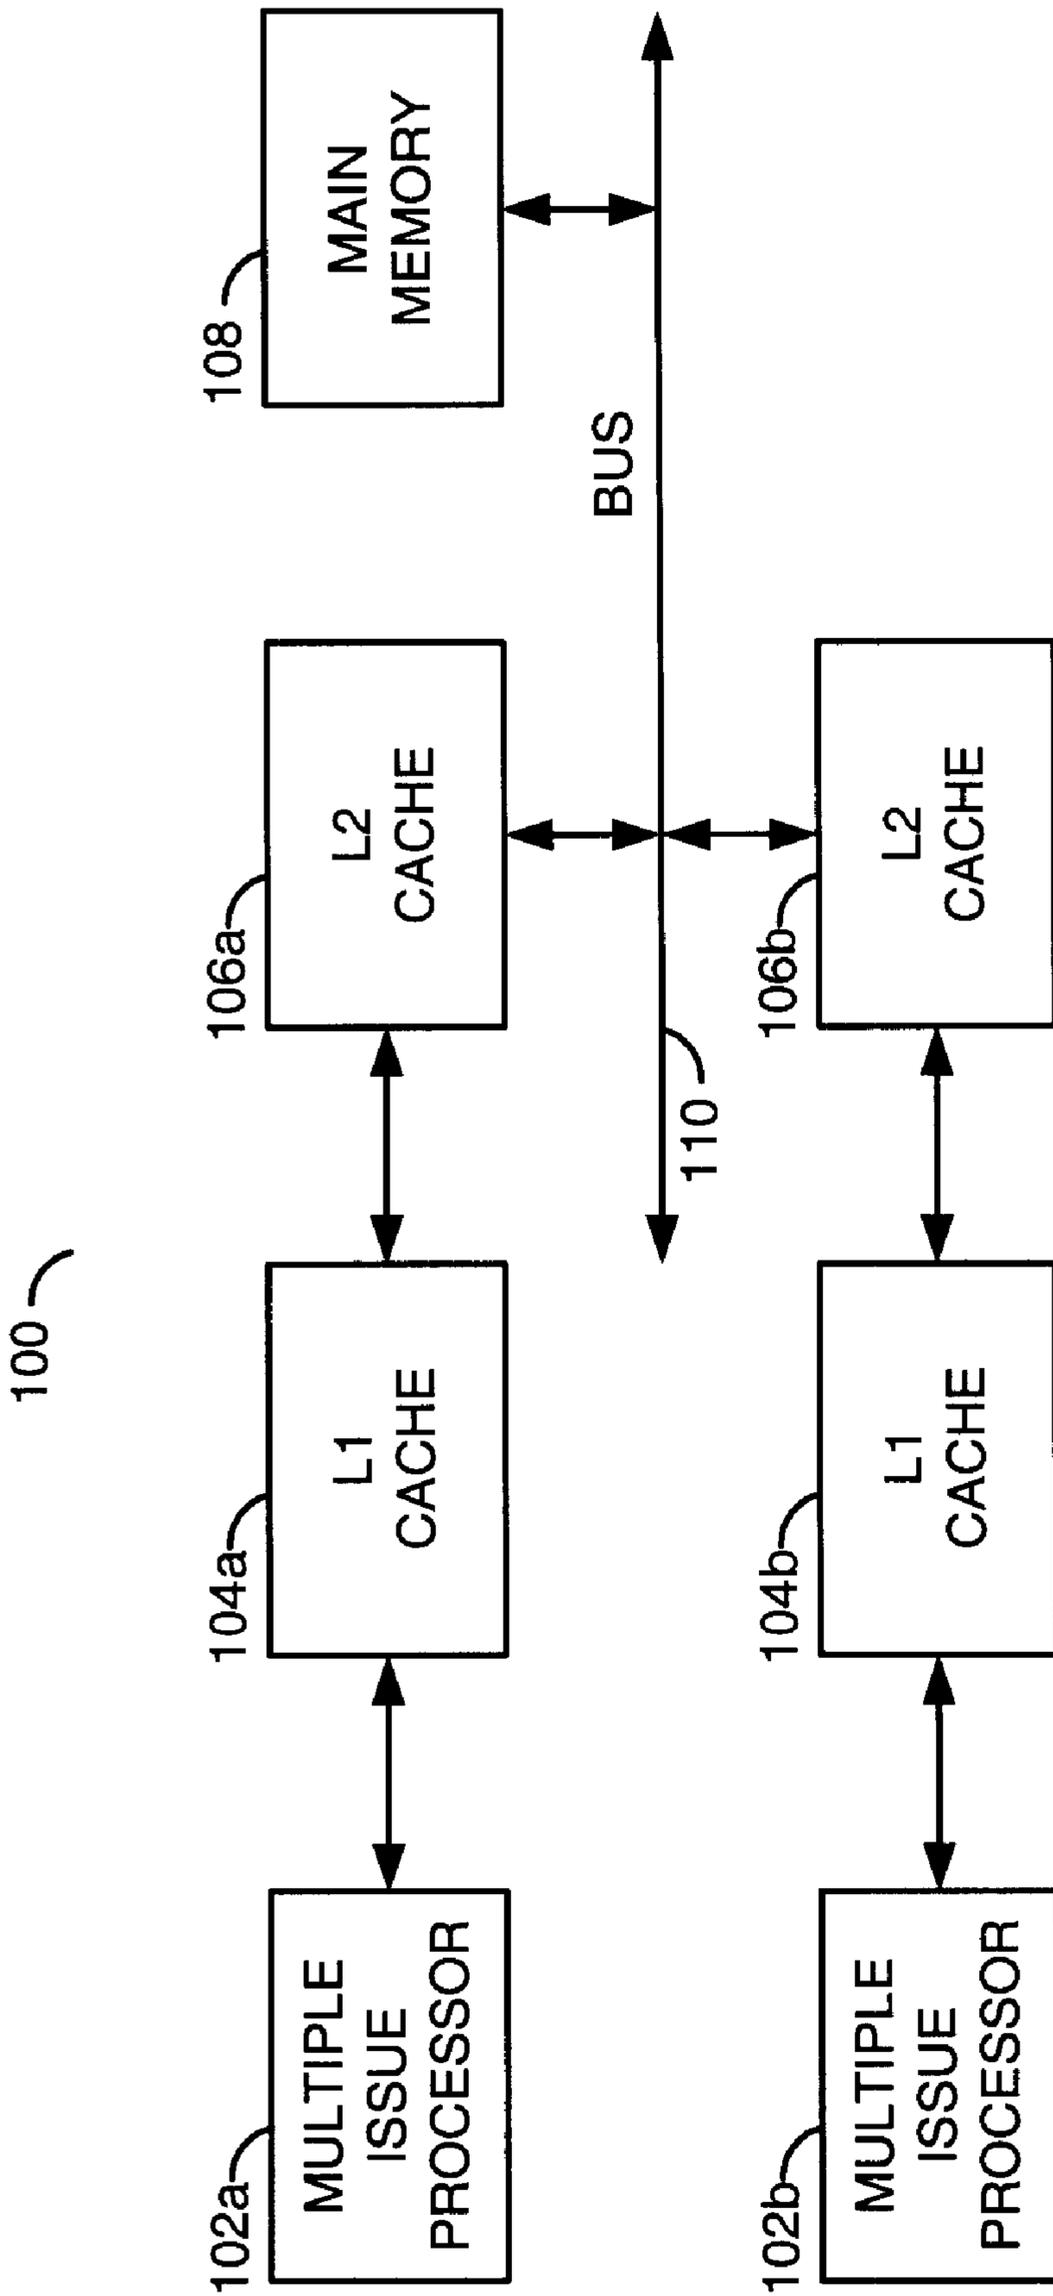 100
102a
MULTIPLE
ISSUE
PROCESSOR
104a
L1
CACHE
106a
L2
CACHE
108
MAIN
MEMORY
110
BUS
102b
MULTIPLE
ISSUE
PROCESSOR
104b
L1
CACHE
106b
L2
CACHE